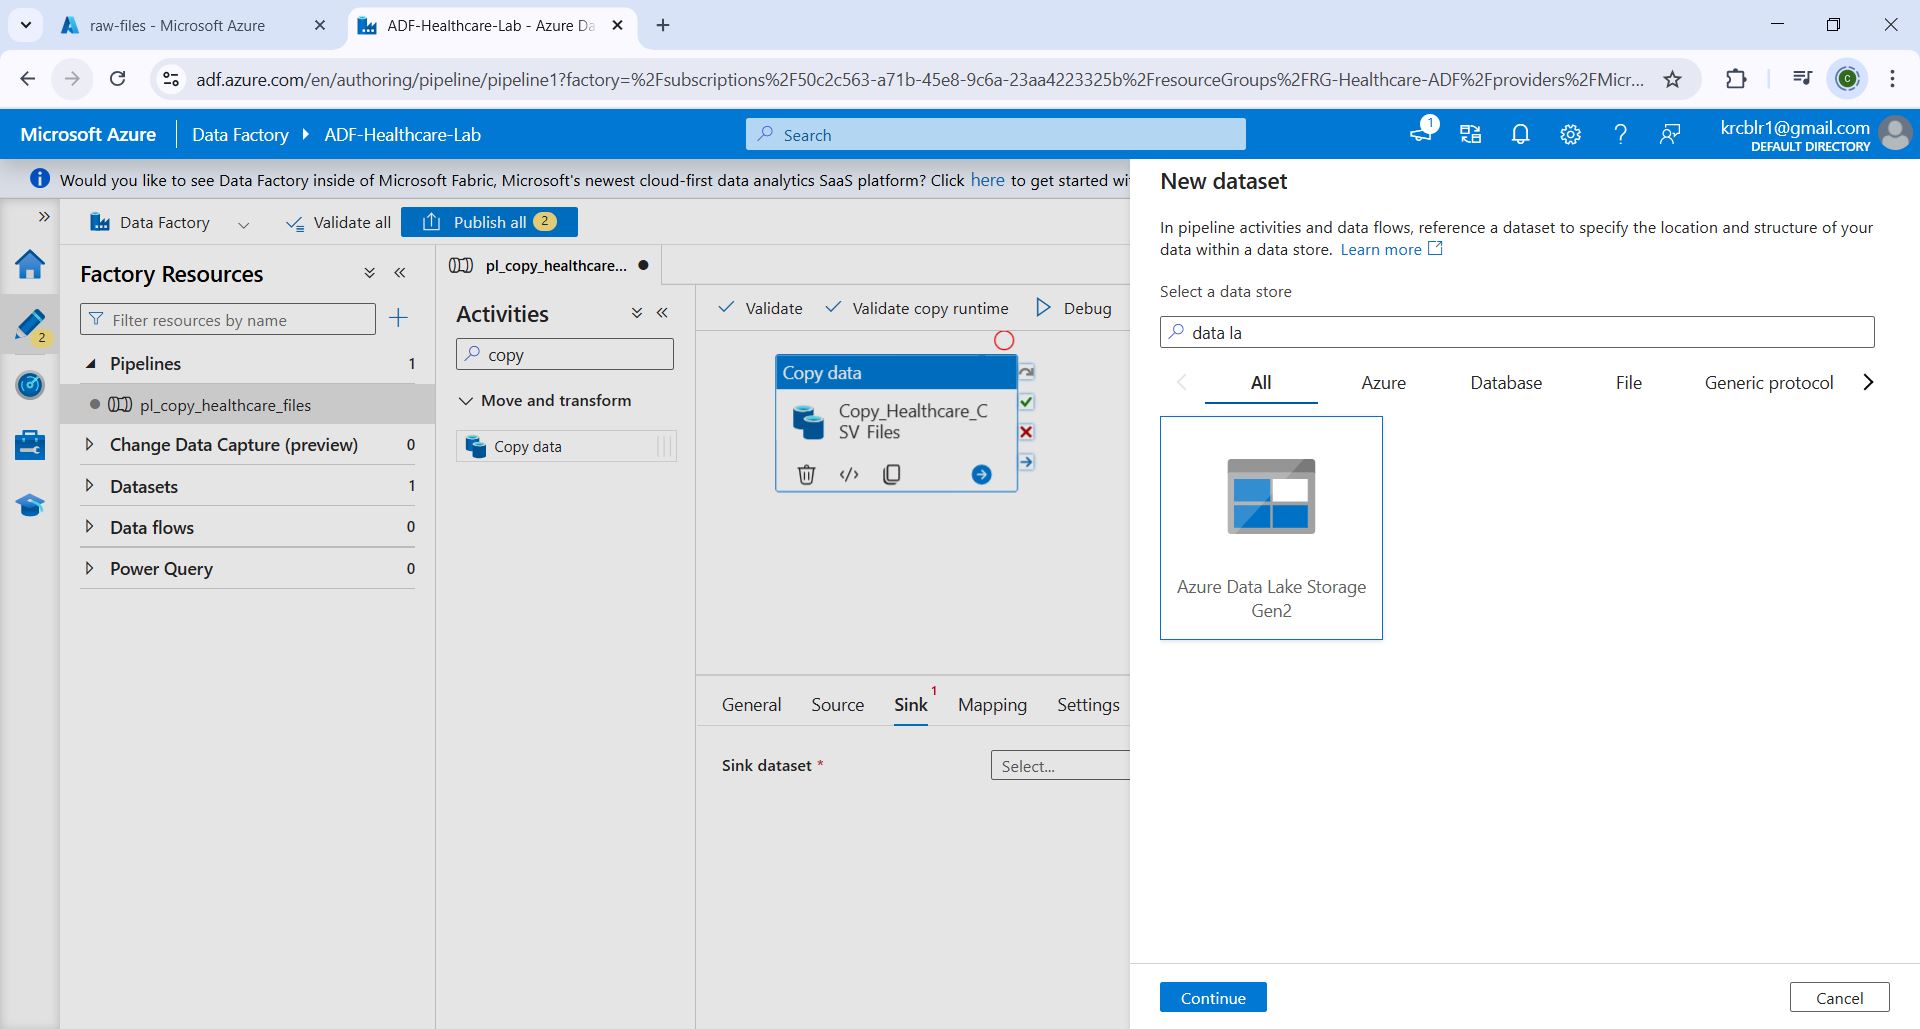 raw-files - Microsoft Azure
ADF-Healthcare-Lab - Azure Da
adf.azure.com/en/authoring/pipeline/pipeline1?factory=%2Fsubscriptions%2F50c2c563-a71b-45e8-9c6a-23aa4223325b%2FresourceGroups%2FRG-Healthcare-ADF%2Fproviders%2FMicr...
C
Microsoft Azure
Data Factory
ADF-Healthcare-Lab
Search
1
krcblr1@gmail.com
DEFAULT DIRECTORY
Would you like to see Data Factory inside of Microsoft Fabric, Microsoft's newest cloud-first data analytics SaaS platform? Click here to get started wi
Data Factory
Validate all
Publish all 2
2
Factory Resources
Filter resources by name
Pipelines 1
pl_copy_healthcare_files
Change Data Capture (preview) 0
Datasets 1
Data flows 0
Power Query 0
pl_copy_healthcare...
Activities
copy
Move and transform
Copy data
Validate
Validate copy runtime
Debug
Copy data
Copy_Healthcare_C
SV_Files
General
Source
Sink 1
Mapping
Settings
Sink dataset *
Select...
New dataset
In pipeline activities and data flows, reference a dataset to specify the location and structure of your
data within a data store. Learn more
Select a data store
data la
All
Azure
Database
File
Generic protocol
Azure Data Lake Storage
Gen2
Continue
Cancel